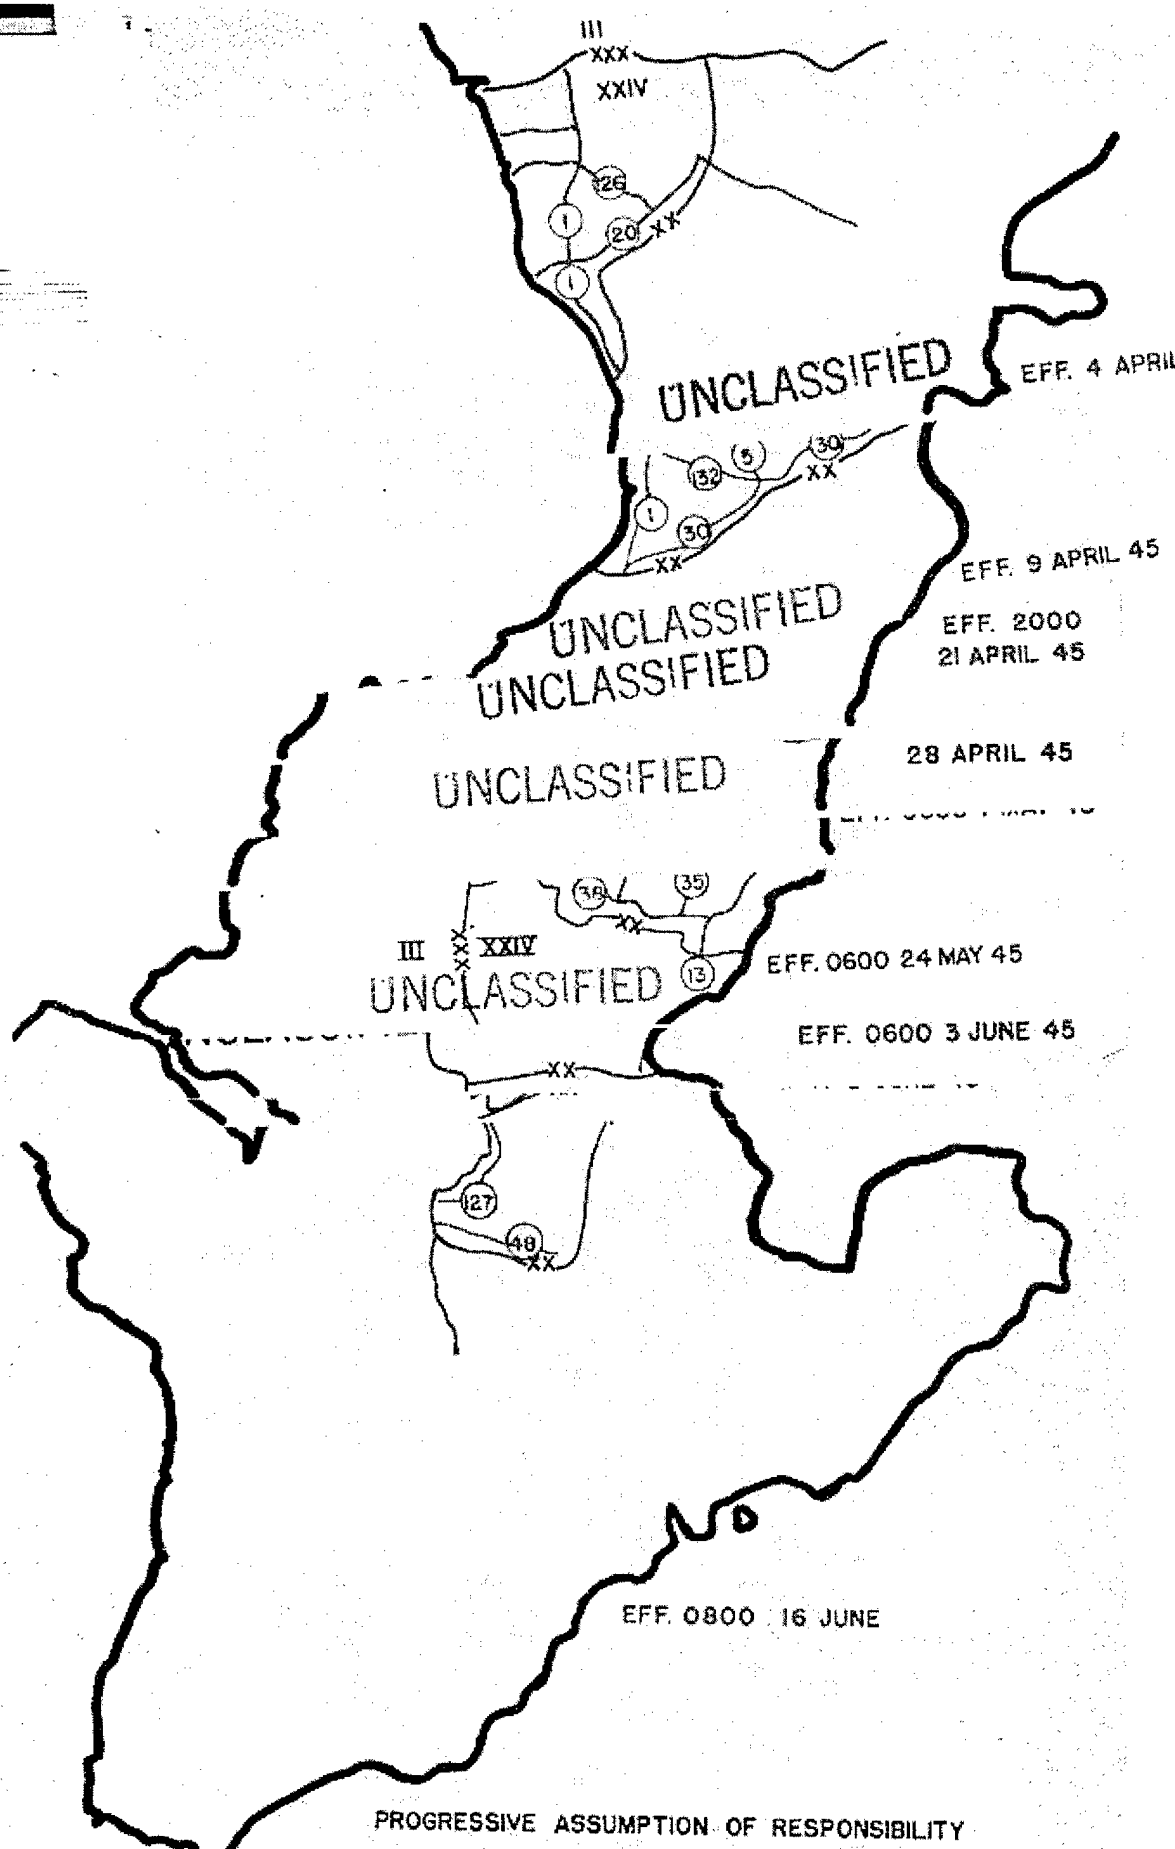 III
XXX
XXIV
126
1
20
XX
1
UNCLASSIFIED
EFF. 4 APRIL
5
30
132
XX
1
30
XX
EFF. 9 APRIL 45
UNCLASSIFIED
EFF. 2000
21 APRIL 45
UNCLASSIFIED
28 APRIL 45
UNCLASSIFIED
38
35
XX
III
XXX
XXIV
EFF. 0600 24 MAY 45
13
UNCLASSIFIED
EFF. 0600 3 JUNE 45
XX
127
48
XX
EFF. 0800 16 JUNE
PROGRESSIVE ASSUMPTION OF RESPONSIBILITY